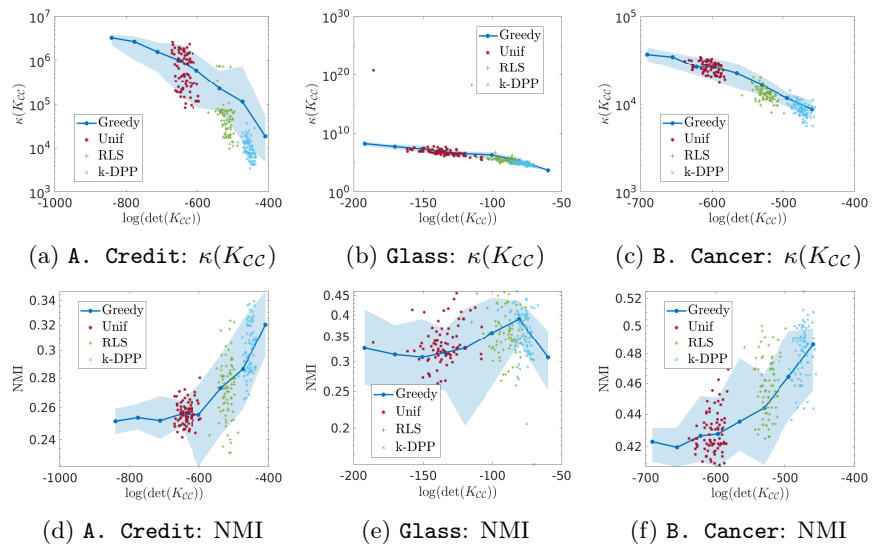 10^7
10^6
10^5
10^4
10^3
κ(K_CC)
Greedy
Unif
RLS
k-DPP
-1000 -800 -600 -400
log(det(K_CC))
(a) A. Credit: κ(K_CC)
10^30
10^20
10^10
10^0
κ(K_CC)
Greedy
Unif
RLS
k-DPP
-200 -150 -100 -50
log(det(K_CC))
(b) Glass: κ(K_CC)
10^5
10^4
10^3
κ(K_CC)
Greedy
Unif
RLS
k-DPP
-600 -500 -400
log(det(K_CC))
(c) B. Cancer: κ(K_CC)
0.34
0.32
0.3
0.28
0.26
0.24
NMI
Greedy
Unif
RLS
k-DPP
-1000 -800 -600 -400
log(det(K_CC))
(d) A. Credit: NMI
0.45
0.4
0.35
0.3
0.25
0.2
NMI
Greedy
Unif
RLS
k-DPP
-200 -150 -100 -50
log(det(K_CC))
(e) Glass: NMI
0.52
0.5
0.48
0.46
0.44
0.42
NMI
Greedy
Unif
RLS
k-DPP
-700 -600 -500 -400
log(det(K_CC))
(f) B. Cancer: NMI